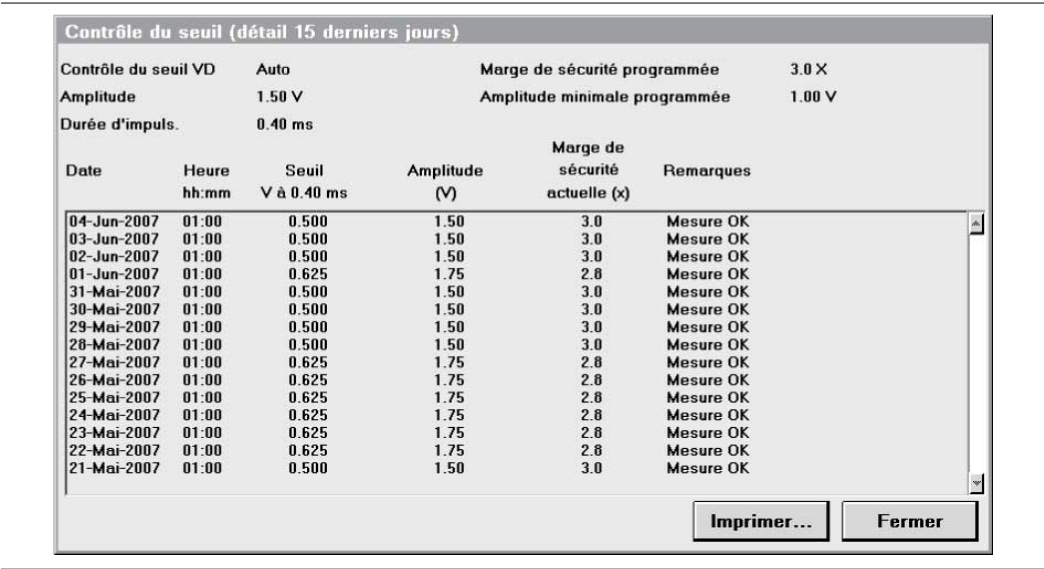 Contrôle du seuil (détail 15 derniers jours)
Contrôle du seuil VD Auto Marge de sécurité programmée 3.0 X
Amplitude 1.50 V Amplitude minimale programmée 1.00 V
Durée d'impuls. 0.40 ms
Date Heure hh:mm Seuil V à 0.40 ms Amplitude (V) Marge de sécurité actuelle (x) Remarques
04-Jun-2007 01:00 0.500 1.50 3.0 Mesure OK
03-Jun-2007 01:00 0.500 1.50 3.0 Mesure OK
02-Jun-2007 01:00 0.500 1.50 3.0 Mesure OK
01-Jun-2007 01:00 0.625 1.75 2.8 Mesure OK
31-Mai-2007 01:00 0.500 1.50 3.0 Mesure OK
30-Mai-2007 01:00 0.500 1.50 3.0 Mesure OK
29-Mai-2007 01:00 0.500 1.50 3.0 Mesure OK
28-Mai-2007 01:00 0.500 1.50 3.0 Mesure OK
27-Mai-2007 01:00 0.625 1.75 2.8 Mesure OK
26-Mai-2007 01:00 0.625 1.75 2.8 Mesure OK
25-Mai-2007 01:00 0.625 1.75 2.8 Mesure OK
24-Mai-2007 01:00 0.625 1.75 2.8 Mesure OK
23-Mai-2007 01:00 0.625 1.75 2.8 Mesure OK
22-Mai-2007 01:00 0.625 1.75 2.8 Mesure OK
21-Mai-2007 01:00 0.500 1.50 3.0 Mesure OK
Imprimer... Fermer